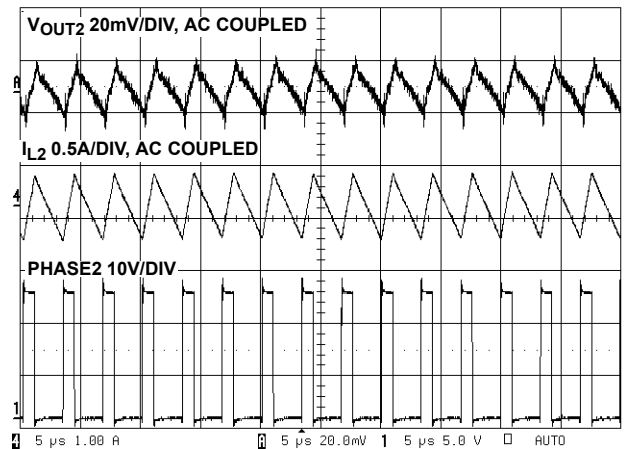 VOUT2 20mV/DIV, AC COUPLED
A
IL2 0.5A/DIV, AC COUPLED
4
PHASE2 10V/DIV
1
4 5 µs 1.00 A A 5 µs 20.0mV 1 5 µs 5.0 V AUTO